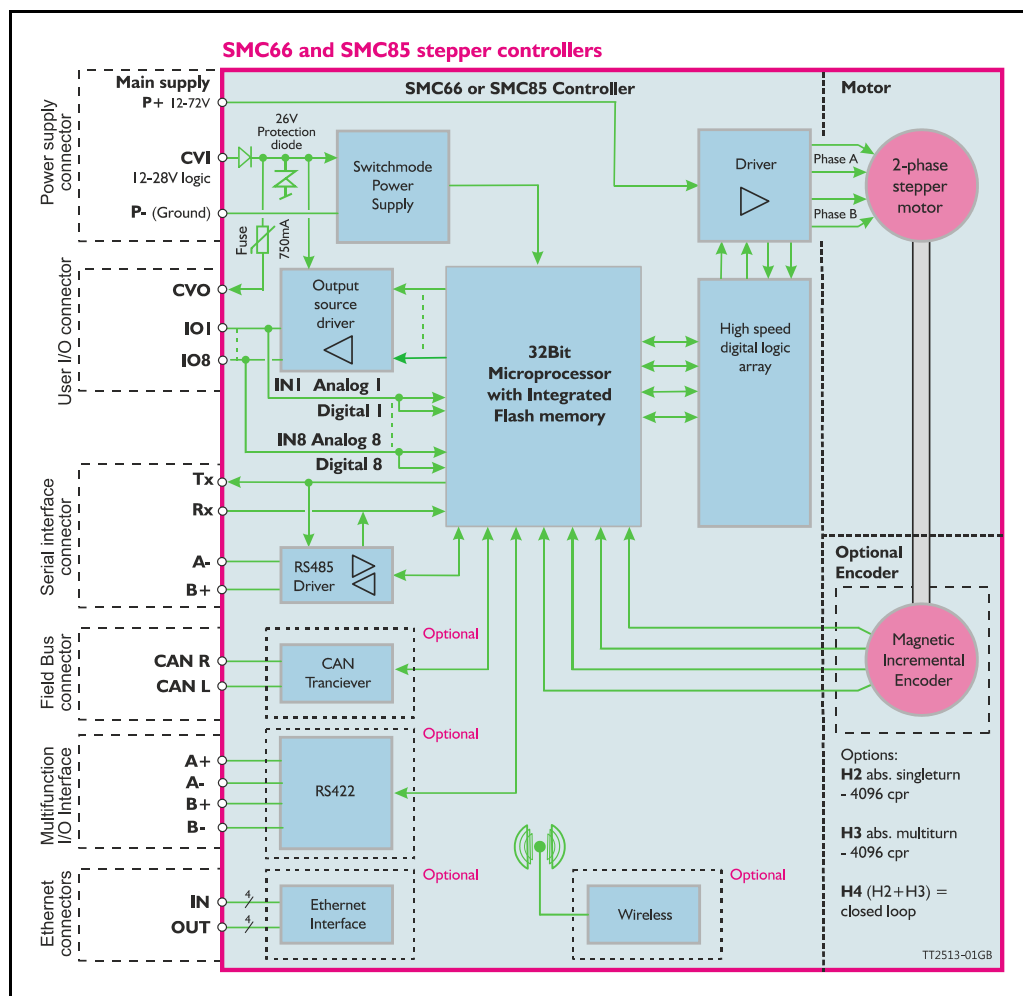 SMC66 and SMC85 stepper controllers
Power supply
connector
Main supply
P+ 12-72V
CVI
12-28V logic
P- (Ground)
SMC66 or SMC85 Controller
26V
Protection
diode
Switchmode
Power
Supply
Fuse
750mA
Driver
Phase A
Phase B
Motor
2-phase
stepper
motor
User I/O connector
CVO
IO1
IO8
Output
source
driver
IN1 Analog 1
Digital 1
IN8 Analog 8
Digital 8
32Bit
Microprocessor
with Integrated
Flash memory
High speed
digital logic
array
Serial interface
connector
Tx
Rx
A-
B+
RS485
Driver
Optional
Encoder
Magnetic
Incremental
Encoder
Field Bus
connector
CAN R
CAN L
CAN
Tranciever
Optional
Multifunction
I/O Interface
A+
A-
B+
B-
RS422
Optional
Options:
H2 abs. singleturn
- 4096 cpr
H3 abs. multiturn
- 4096 cpr
H4 (H2+H3) =
closed loop
Ethernet
connectors
IN
OUT
4
4
Ethernet
Interface
Optional
Wireless
Optional
TT2513-01GB